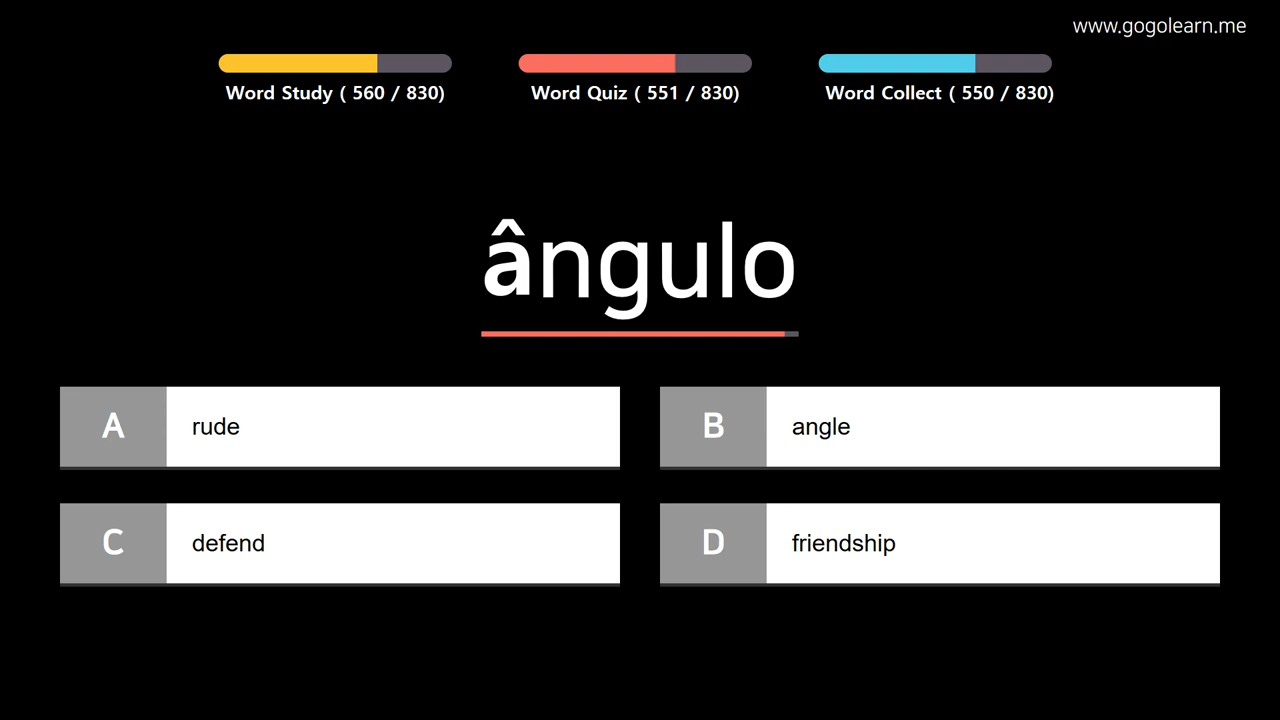 www.gogolearn.me
Word Study ( 560 / 830)
Word Quiz ( 551 / 830)
Word Collect ( 550 / 830)
ângulo
A rude
B angle
C defend
D friendship